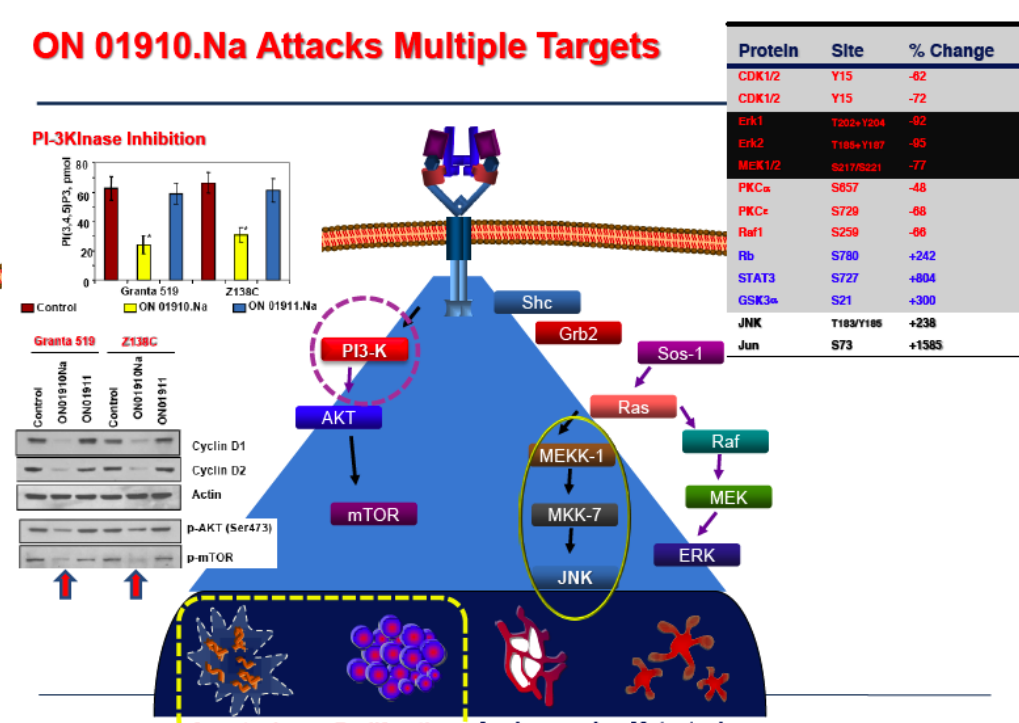 ON 01910.Na Attacks Multiple Targets
Protein Site % Change
CDK1/2 Y15 -62
CDK1/2 Y15 -72
Erk1 T202+Y204 -92
Erk2 T185+Y187 -95
MEK1/2 S217/S221 -77
PKCα S657 -48
PKCε S729 -68
Raf1 S259 -66
Rb S780 +242
STAT3 S727 +804
GSK3α S21 +300
JNK T183/Y185 +238
Jun S73 +1585
PI-3KInase Inhibition
PI(3,4,5)P3, pmol
80
60
40
20
0
* *
Granta 519 Z138C
Control ON 01910.Na ON 01911.Na
Granta 519 Z138C
Control ON01910Na ON01911 Control ON01910Na ON01911
Cyclin D1
Cyclin D2
Actin
p-AKT (Ser473)
p-mTOR
Shc
Grb2
Sos-1
PI3-K
Ras
AKT
Raf
MEKK-1
MEK
mTOR
MKK-7
ERK
JNK